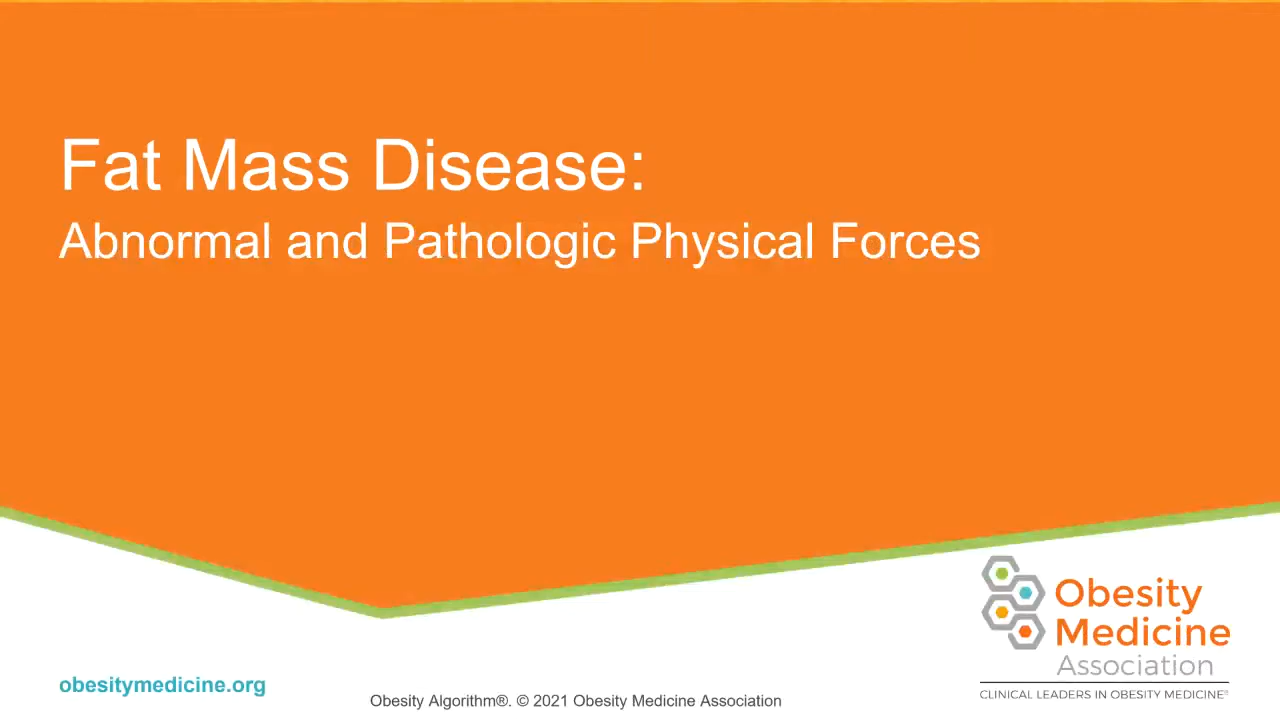 Fat Mass Disease:
Abnormal and Pathologic Physical Forces
Obesity
Medicine
Association
CLINICAL LEADERS IN OBESITY MEDICINE®
obesitymedicine.org
Obesity Algorithm®. © 2021 Obesity Medicine Association